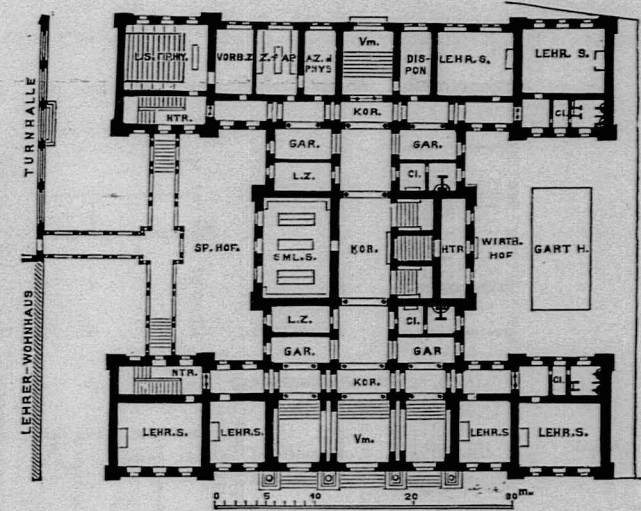 TURNHALLE
LEHRER-WOHNHAUS
L.S. F. PHY.
VORB.Z
Z. F. AP.
AZ. F.
PHYS
Vm.
DIS-
PON
LEHR. S.
LEHR. S.
NTR.
KOR.
Cl.
GAR.
GAR.
L.Z.
Cl.
SP. HOF.
SML.S.
KOR.
HTR
WIRTH.
HOF
GART H.
L.Z.
Cl.
GAR.
GAR
NTR.
KOR.
Cl.
LEHR.S.
LEHR.S.
Vm.
LEHR.S
LEHR.S.
0 5 10 20 30 m.